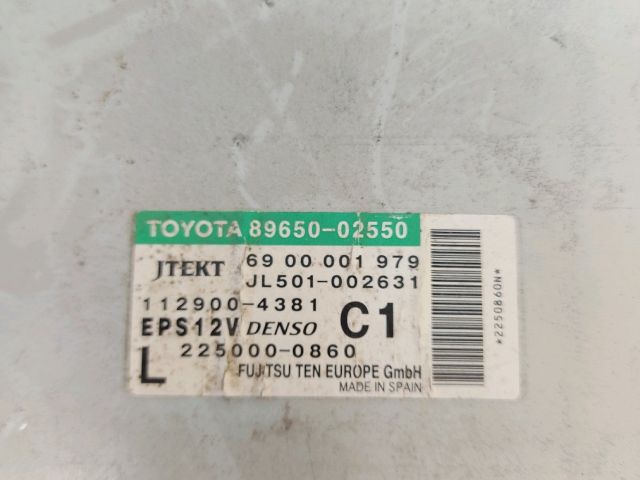 TOYOTA 89650-02550
JTEKT 69 00 001 979
JL501-002631
112900-4381
EPS12V DENSO C1
225000-0860
L FUJITSU TEN EUROPE GmbH
MADE IN SPAIN
*2250860N*